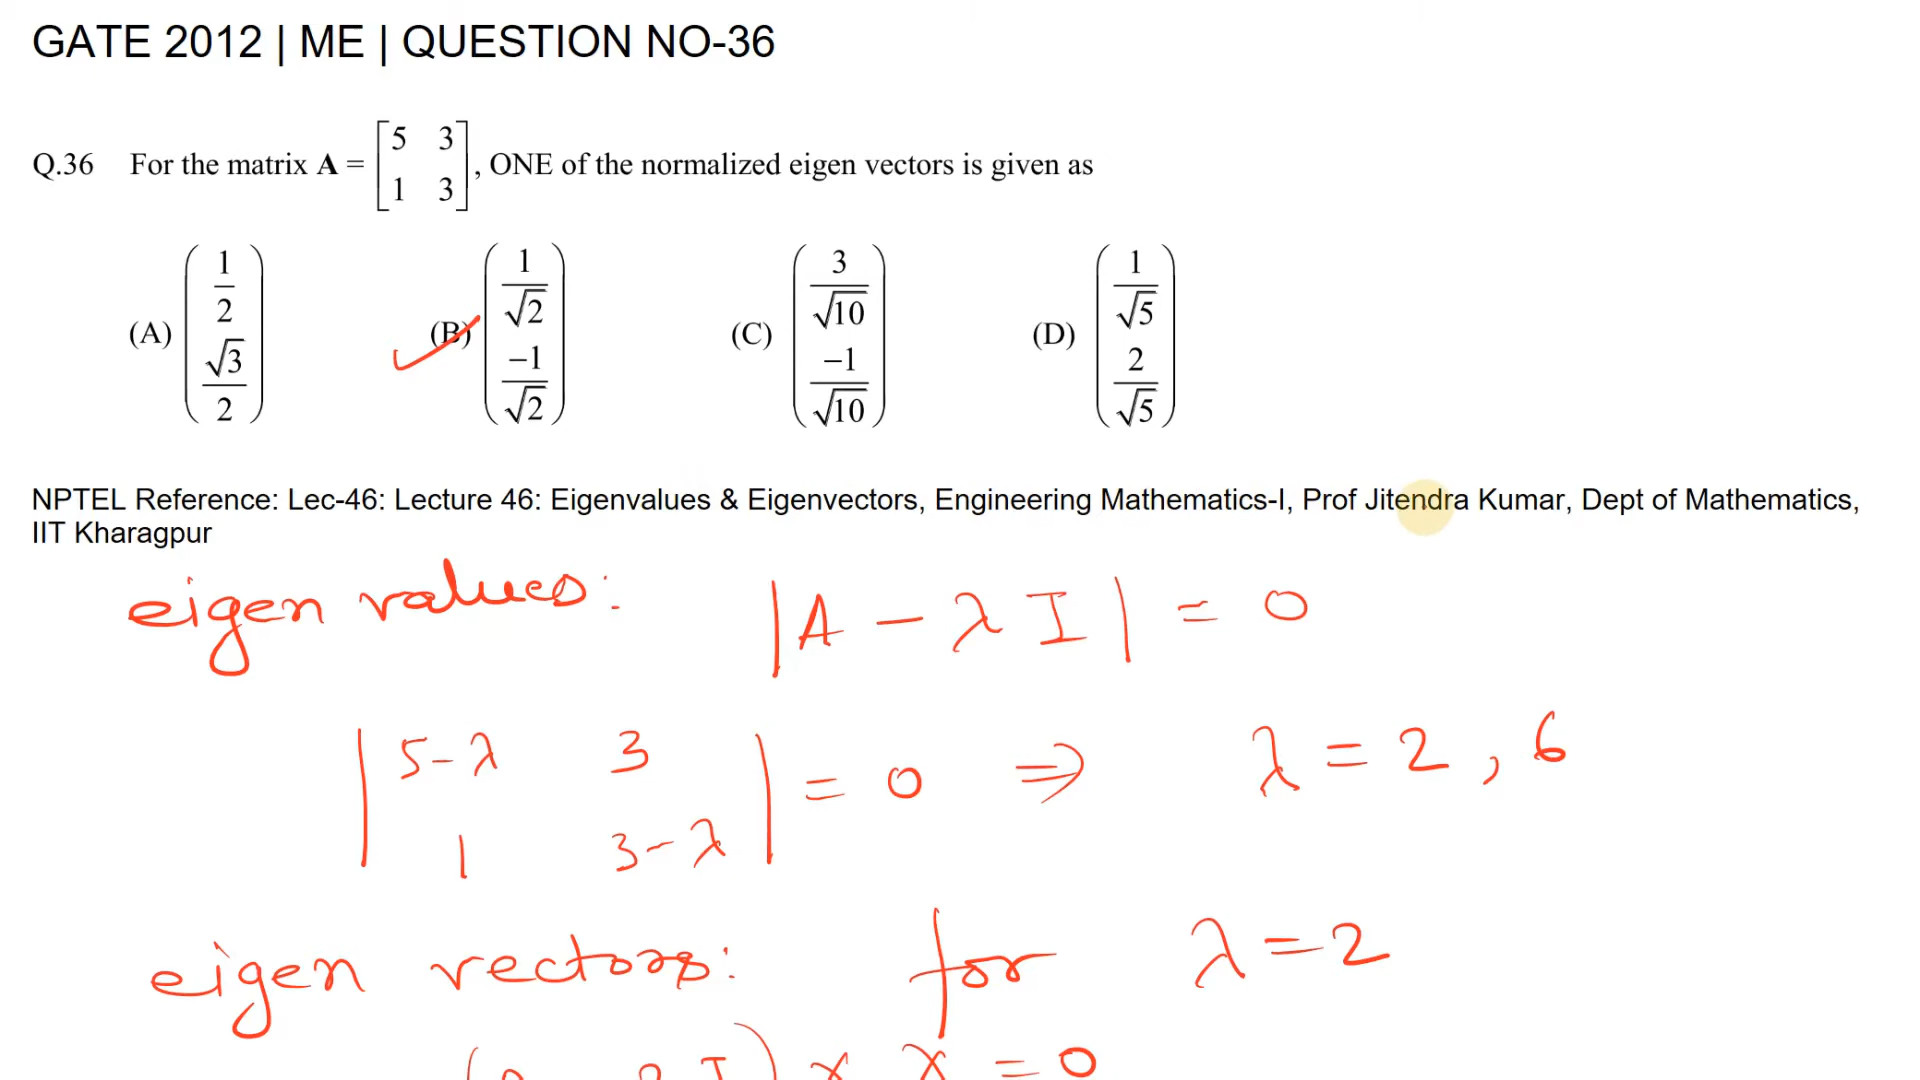 GATE 2012 | ME | QUESTION NO-36
Q.36 For the matrix A = [5 3; 1 3], ONE of the normalized eigen vectors is given as
(A) (1/2, √3/2) (B) (1/√2, −1/√2) (C) (3/√10, −1/√10) (D) (1/√5, 2/√5)
NPTEL Reference: Lec-46: Lecture 46: Eigenvalues & Eigenvectors, Engineering Mathematics-I, Prof Jitendra Kumar, Dept of Mathematics,
IIT Kharagpur
eigen values: |A − λI| = 0
|5-λ 3; 1 3-λ| = 0 ⇒ λ = 2, 6
eigen vectors: for λ = 2
x X = 0